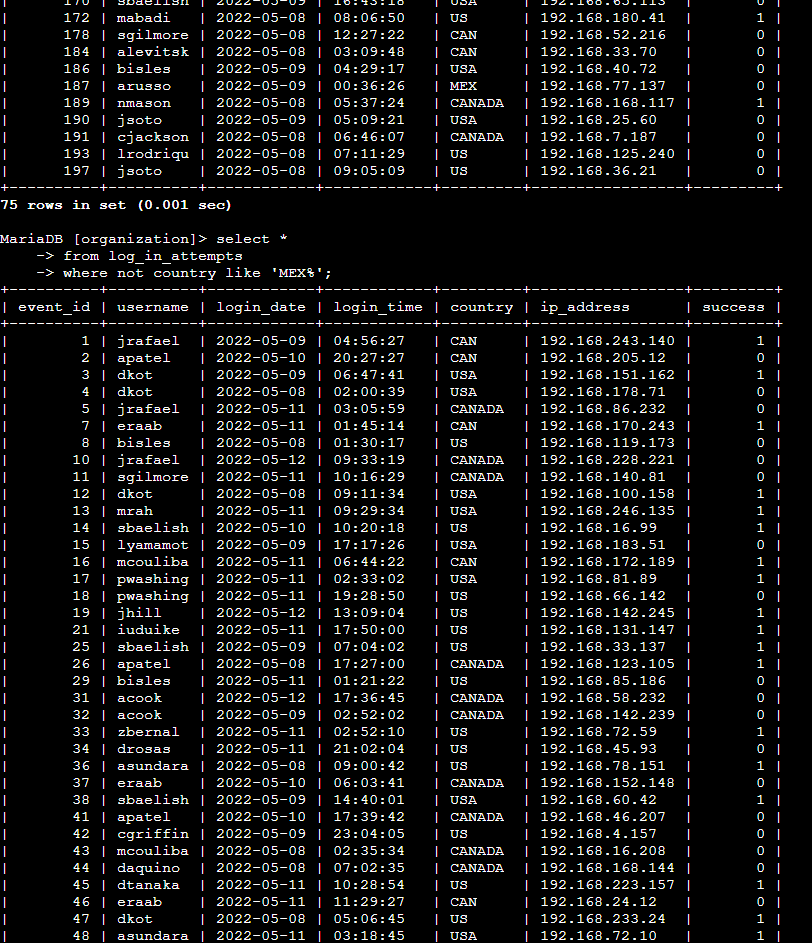 | 170 | sbaelish | 2022-05-09 | 16:43:18 | USA | 192.168.65.113 | 0 |
| 172 | mabadi | 2022-05-08 | 08:06:50 | US | 192.168.180.41 | 1 |
| 178 | sgilmore | 2022-05-08 | 12:27:22 | CAN | 192.168.52.216 | 0 |
| 184 | alevitsk | 2022-05-08 | 03:09:48 | CAN | 192.168.33.70 | 0 |
| 186 | bisles | 2022-05-09 | 04:29:17 | USA | 192.168.40.72 | 0 |
| 187 | arusso | 2022-05-09 | 00:36:26 | MEX | 192.168.77.137 | 0 |
| 189 | nmason | 2022-05-08 | 05:37:24 | CANADA | 192.168.168.117 | 1 |
| 190 | jsoto | 2022-05-09 | 05:09:21 | USA | 192.168.25.60 | 0 |
| 191 | cjackson | 2022-05-08 | 06:46:07 | CANADA | 192.168.7.187 | 0 |
| 193 | lrodriqu | 2022-05-08 | 07:11:29 | US | 192.168.125.240 | 0 |
| 197 | jsoto | 2022-05-08 | 09:05:09 | US | 192.168.36.21 | 0 |
75 rows in set (0.001 sec)
MariaDB [organization]> select *
-> from log_in_attempts
-> where not country like 'MEX%';
| event_id | username | login_date | login_time | country | ip_address | success |
| 1 | jrafael | 2022-05-09 | 04:56:27 | CAN | 192.168.243.140 | 1 |
| 2 | apatel | 2022-05-10 | 20:27:27 | CAN | 192.168.205.12 | 0 |
| 3 | dkot | 2022-05-09 | 06:47:41 | USA | 192.168.151.162 | 1 |
| 4 | dkot | 2022-05-08 | 02:00:39 | USA | 192.168.178.71 | 0 |
| 5 | jrafael | 2022-05-11 | 03:05:59 | CANADA | 192.168.86.232 | 0 |
| 7 | eraab | 2022-05-11 | 01:45:14 | CAN | 192.168.170.243 | 1 |
| 8 | bisles | 2022-05-08 | 01:30:17 | US | 192.168.119.173 | 0 |
| 10 | jrafael | 2022-05-12 | 09:33:19 | CANADA | 192.168.228.221 | 0 |
| 11 | sgilmore | 2022-05-11 | 10:16:29 | CANADA | 192.168.140.81 | 0 |
| 12 | dkot | 2022-05-08 | 09:11:34 | USA | 192.168.100.158 | 1 |
| 13 | mrah | 2022-05-11 | 09:29:34 | USA | 192.168.246.135 | 1 |
| 14 | sbaelish | 2022-05-10 | 10:20:18 | US | 192.168.16.99 | 1 |
| 15 | lyamamot | 2022-05-09 | 17:17:26 | USA | 192.168.183.51 | 0 |
| 16 | mcouliba | 2022-05-11 | 06:44:22 | CAN | 192.168.172.189 | 1 |
| 17 | pwashing | 2022-05-11 | 02:33:02 | USA | 192.168.81.89 | 1 |
| 18 | pwashing | 2022-05-11 | 19:28:50 | US | 192.168.66.142 | 0 |
| 19 | jhill | 2022-05-12 | 13:09:04 | US | 192.168.142.245 | 1 |
| 21 | iuduike | 2022-05-11 | 17:50:00 | US | 192.168.131.147 | 1 |
| 25 | sbaelish | 2022-05-09 | 07:04:02 | US | 192.168.33.137 | 1 |
| 26 | apatel | 2022-05-08 | 17:27:00 | CANADA | 192.168.123.105 | 1 |
| 29 | bisles | 2022-05-11 | 01:21:22 | US | 192.168.85.186 | 0 |
| 31 | acook | 2022-05-12 | 17:36:45 | CANADA | 192.168.58.232 | 0 |
| 32 | acook | 2022-05-09 | 02:52:02 | CANADA | 192.168.142.239 | 0 |
| 33 | zbernal | 2022-05-11 | 02:52:10 | US | 192.168.72.59 | 1 |
| 34 | drosas | 2022-05-11 | 21:02:04 | US | 192.168.45.93 | 0 |
| 36 | asundara | 2022-05-08 | 09:00:42 | US | 192.168.78.151 | 1 |
| 37 | eraab | 2022-05-10 | 06:03:41 | CANADA | 192.168.152.148 | 0 |
| 38 | sbaelish | 2022-05-09 | 14:40:01 | USA | 192.168.60.42 | 1 |
| 41 | apatel | 2022-05-10 | 17:39:42 | CANADA | 192.168.46.207 | 0 |
| 42 | cgriffin | 2022-05-09 | 23:04:05 | US | 192.168.4.157 | 0 |
| 43 | mcouliba | 2022-05-08 | 02:35:34 | CANADA | 192.168.16.208 | 0 |
| 44 | daquino | 2022-05-08 | 07:02:35 | CANADA | 192.168.168.144 | 0 |
| 45 | dtanaka | 2022-05-11 | 10:28:54 | US | 192.168.223.157 | 1 |
| 46 | eraab | 2022-05-11 | 11:29:27 | CAN | 192.168.24.12 | 0 |
| 47 | dkot | 2022-05-08 | 05:06:45 | US | 192.168.233.24 | 1 |
| 48 | asundara | 2022-05-11 | 03:18:45 | USA | 192.168.72.10 | 1 |